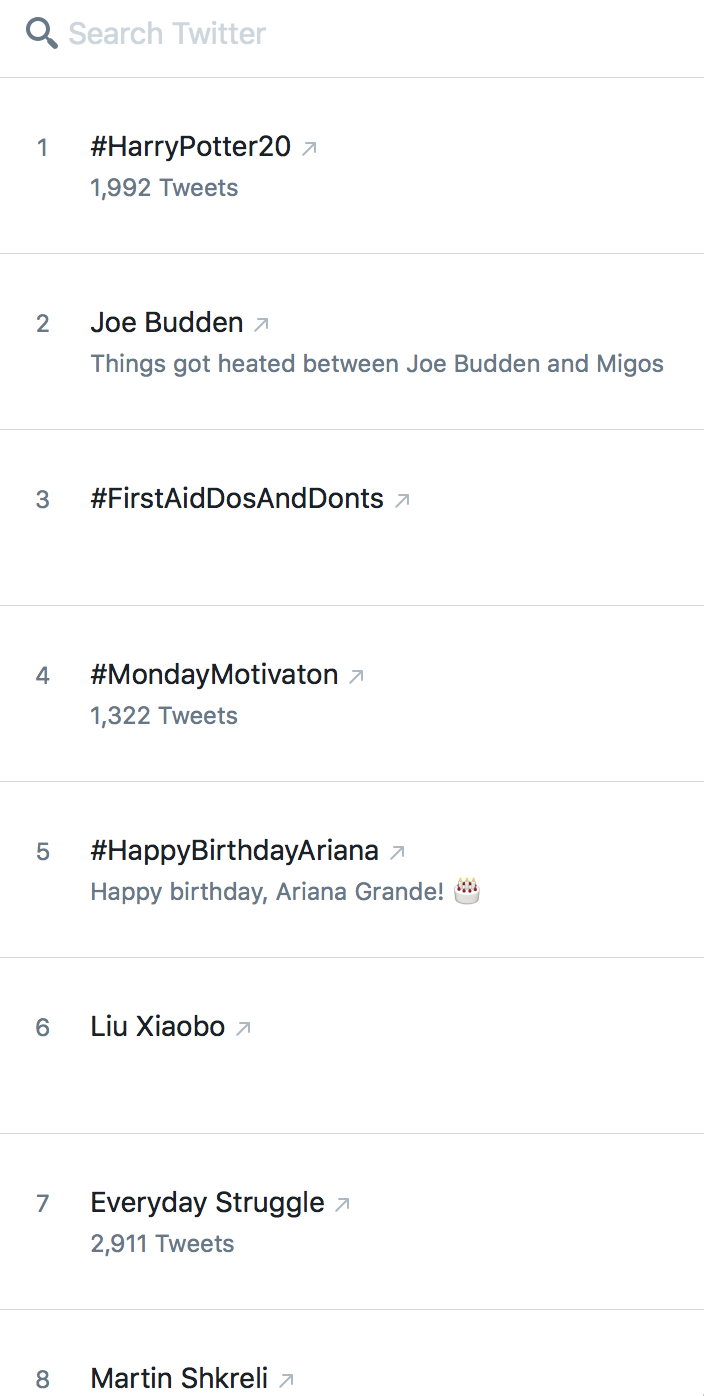 Search Twitter
1 #HarryPotter20
1,992 Tweets
2 Joe Budden
Things got heated between Joe Budden and Migos
3 #FirstAidDosAndDonts
4 #MondayMotivaton
1,322 Tweets
5 #HappyBirthdayAriana
Happy birthday, Ariana Grande! 🎂
6 Liu Xiaobo
7 Everyday Struggle
2,911 Tweets
8 Martin Shkreli